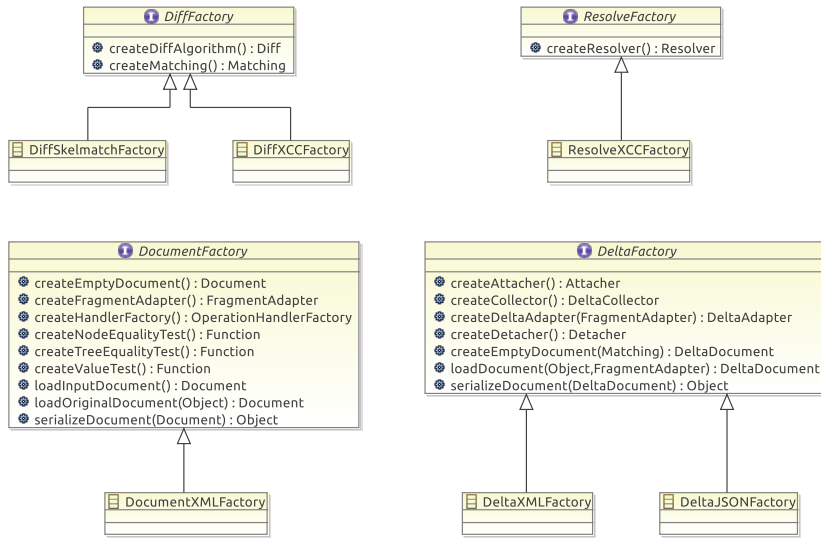 DiffFactory
createDiffAlgorithm() : Diff
createMatching() : Matching
DiffSkelmatchFactory
DiffXCCFactory
ResolveFactory
createResolver() : Resolver
ResolveXCCFactory
DocumentFactory
createEmptyDocument() : Document
createFragmentAdapter() : FragmentAdapter
createHandlerFactory() : OperationHandlerFactory
createNodeEqualityTest() : Function
createTreeEqualityTest() : Function
createValueTest() : Function
loadInputDocument() : Document
loadOriginalDocument(Object) : Document
serializeDocument(Document) : Object
DocumentXMLFactory
DeltaFactory
createAttacher() : Attacher
createCollector() : DeltaCollector
createDeltaAdapter(FragmentAdapter) : DeltaAdapter
createDetacher() : Detacher
createEmptyDocument(Matching) : DeltaDocument
loadDocument(Object,FragmentAdapter) : DeltaDocument
serializeDocument(DeltaDocument) : Object
DeltaXMLFactory
DeltaJSONFactory